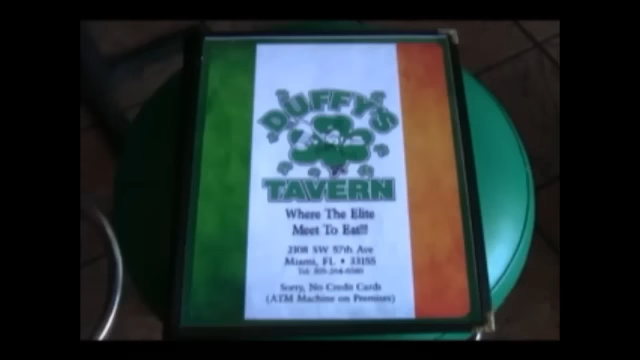 DUFFY'S
TAVERN
Where The Elite
Meet To Eat!!!
2108 SW 57th Ave
Miami, FL • 33155
Tel:
Sorry, No Credit Cards
(ATM Machine on Premises)